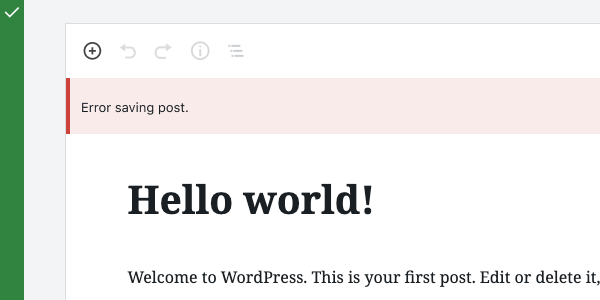 Error saving post.
Hello world!
Welcome to WordPress. This is your first post. Edit or delete it,